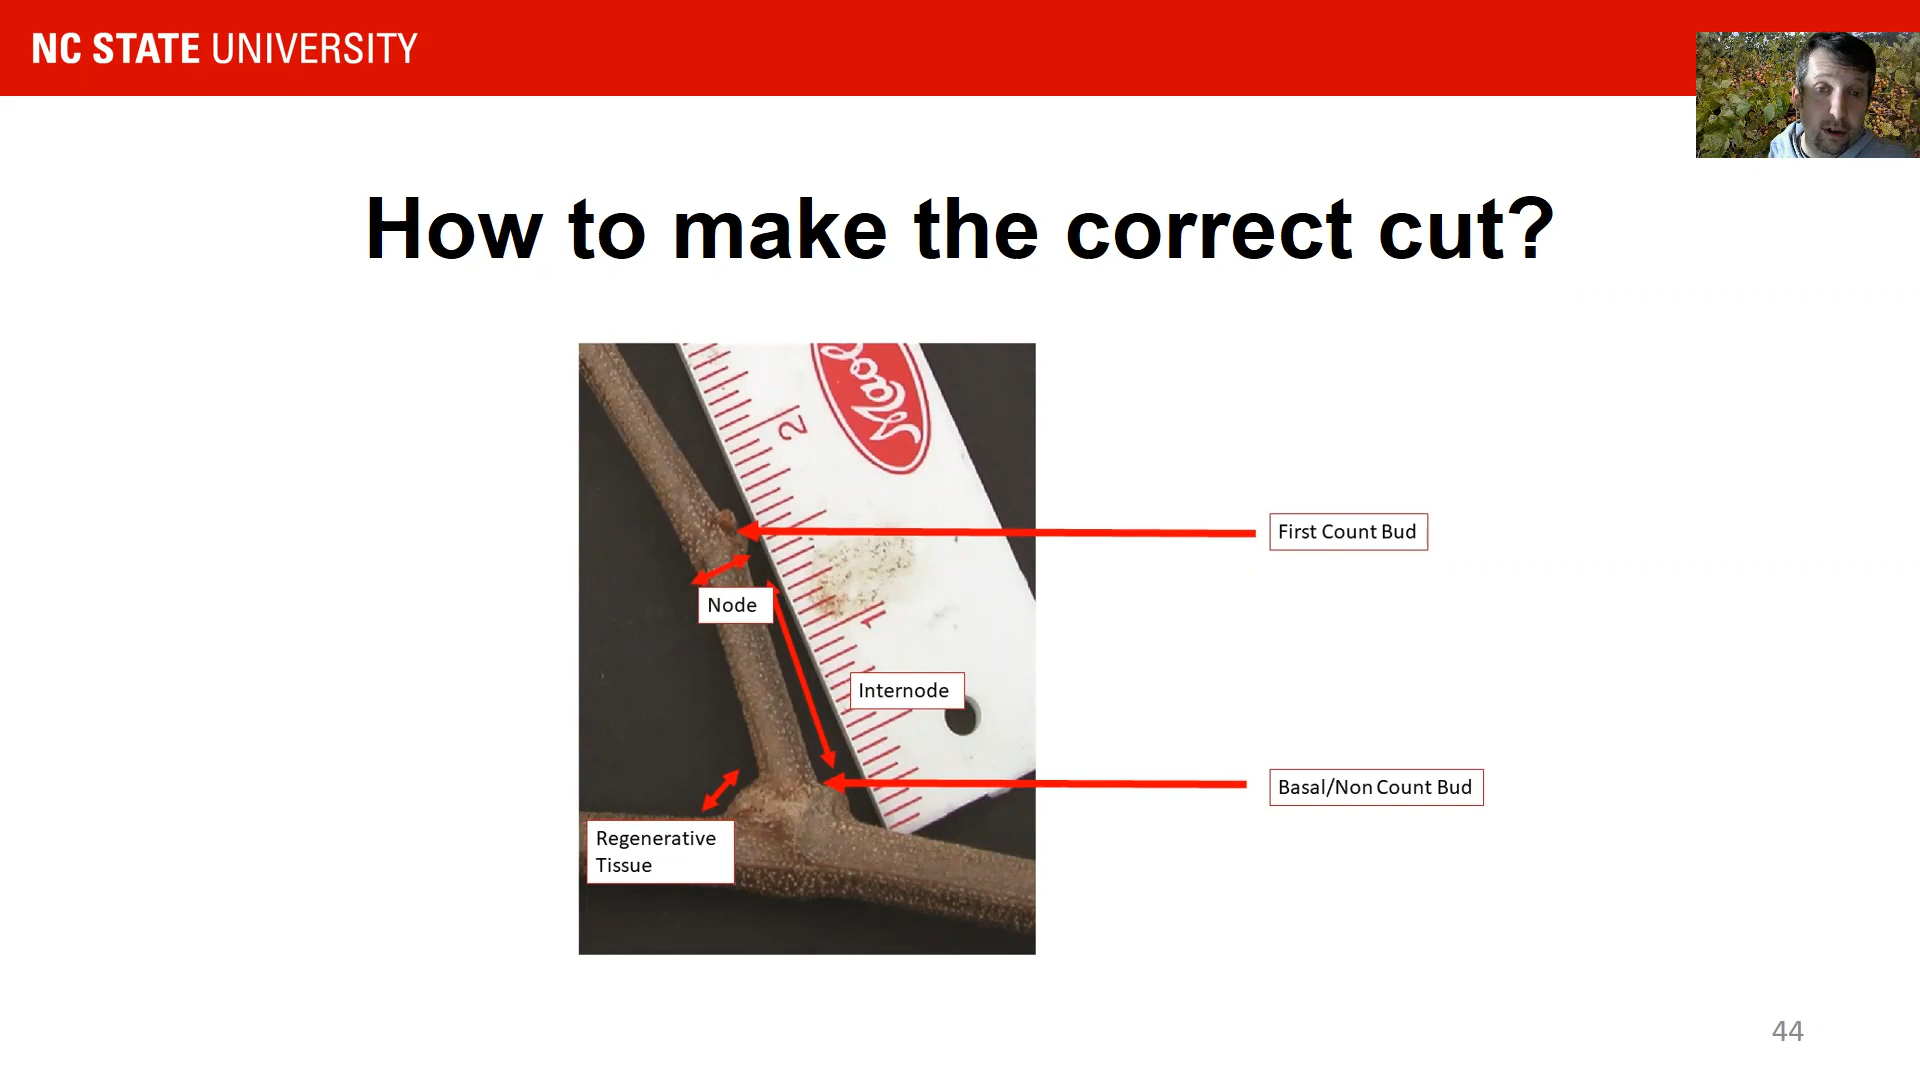 NC STATE UNIVERSITY
How to make the correct cut?
2
First Count Bud
Node
1
Internode
Basal/Non Count Bud
Regenerative
Tissue
44